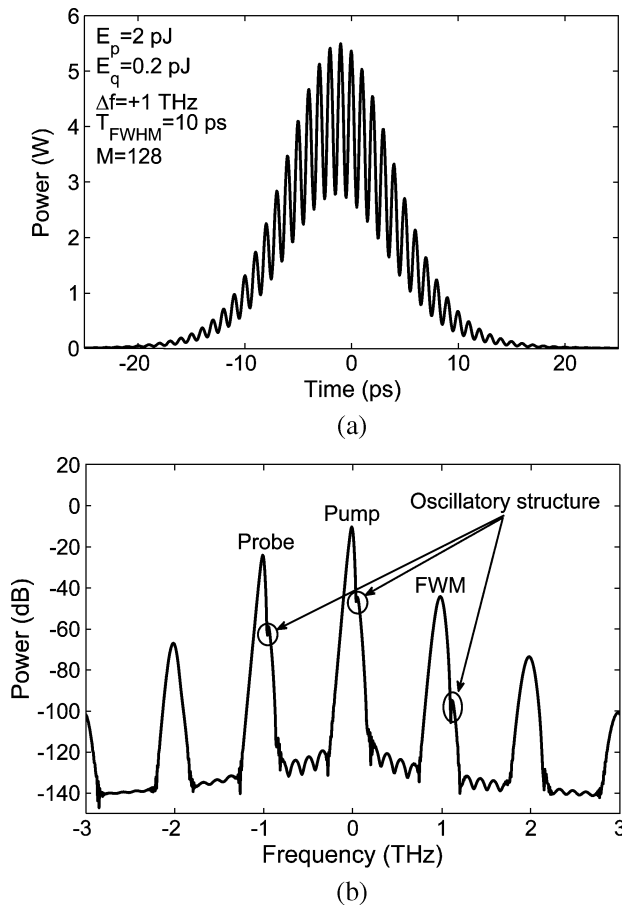 6
5
4
3
2
1
0
Power (W)
E_p=2 pJ
E_q=0.2 pJ
Δf=+1 THz
T_FWHM=10 ps
M=128
-20 -10 0 10 20
Time (ps)
(a)
20
0
-20
-40
-60
-80
-100
-120
-140
Power (dB)
Oscillatory structure
Pump
Probe
FWM
-3 -2 -1 0 1 2 3
Frequency (THz)
(b)